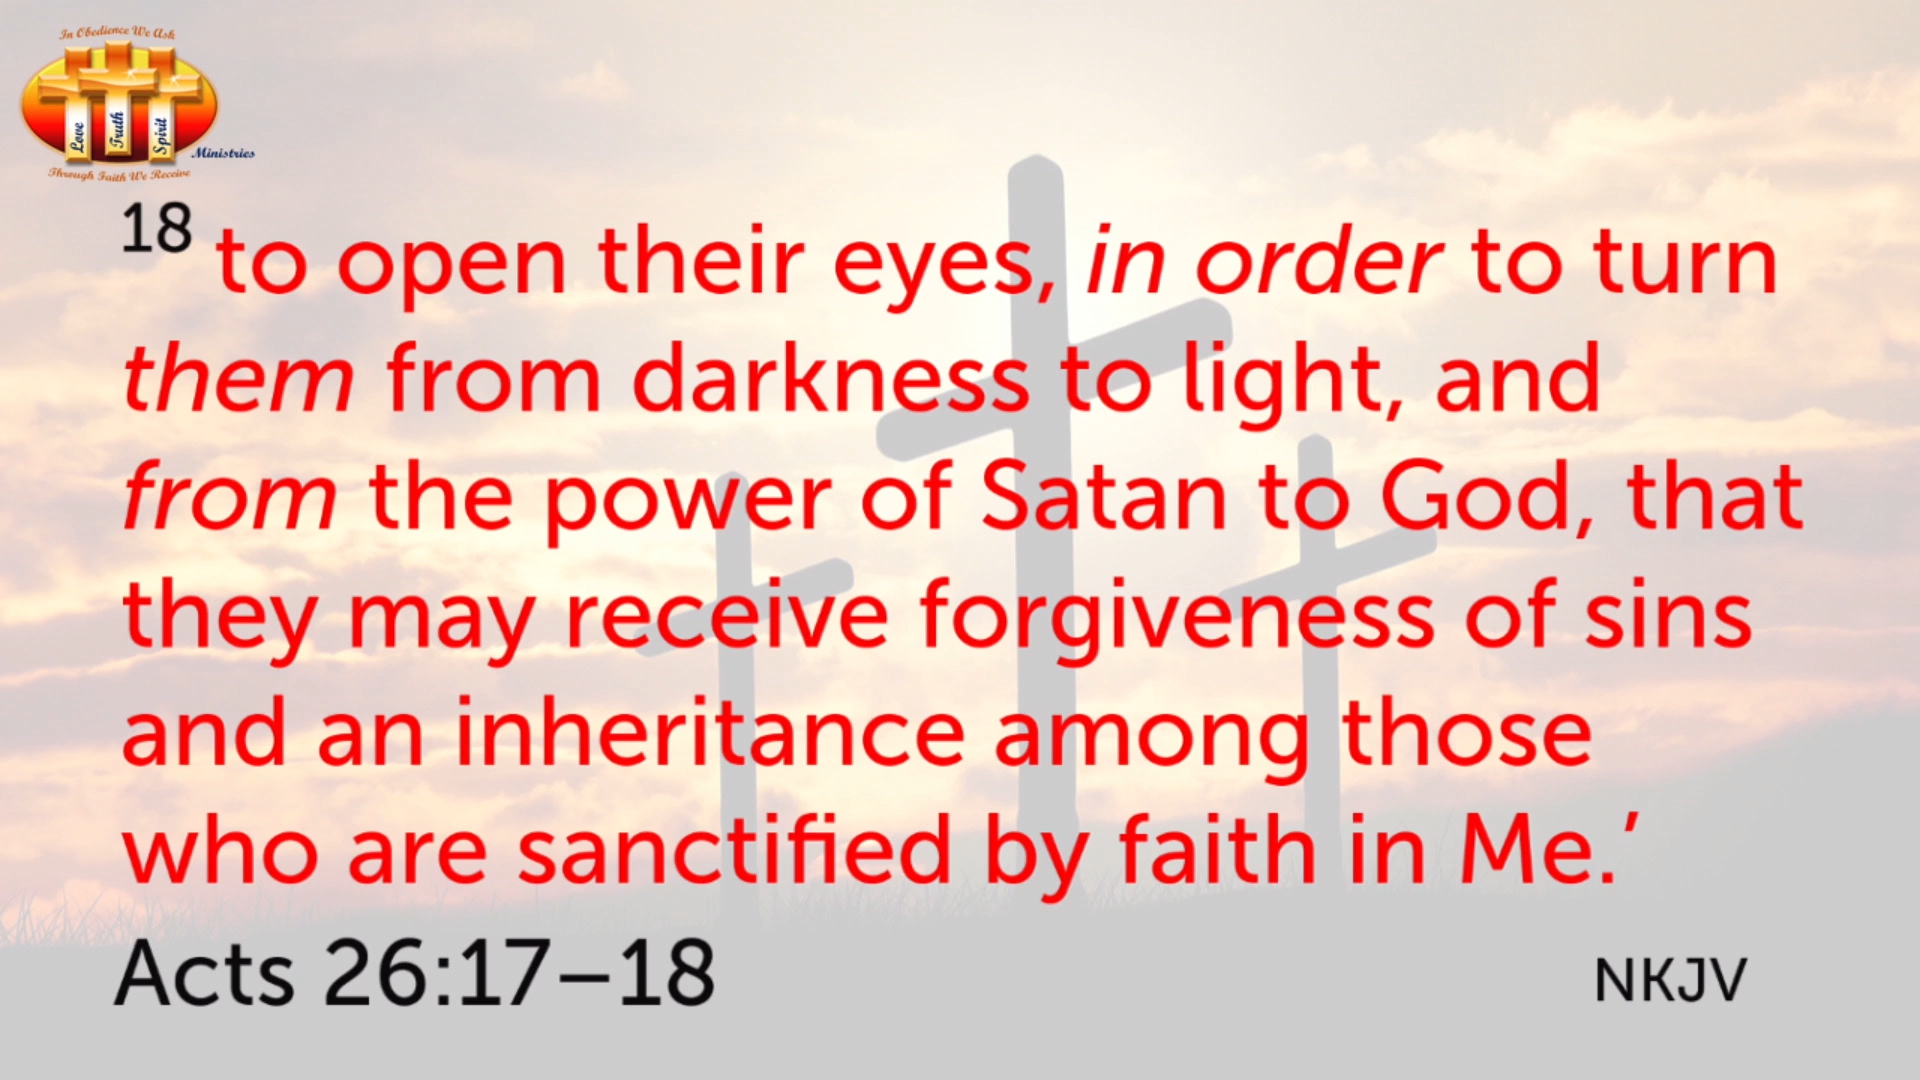 In Obedience We Ask
Love
Truth
Spirit
Ministries
Through Faith We Receive
18 to open their eyes, in order to turn
them from darkness to light, and
from the power of Satan to God, that
they may receive forgiveness of sins
and an inheritance among those
who are sanctified by faith in Me.’
Acts 26:17–18
NKJV